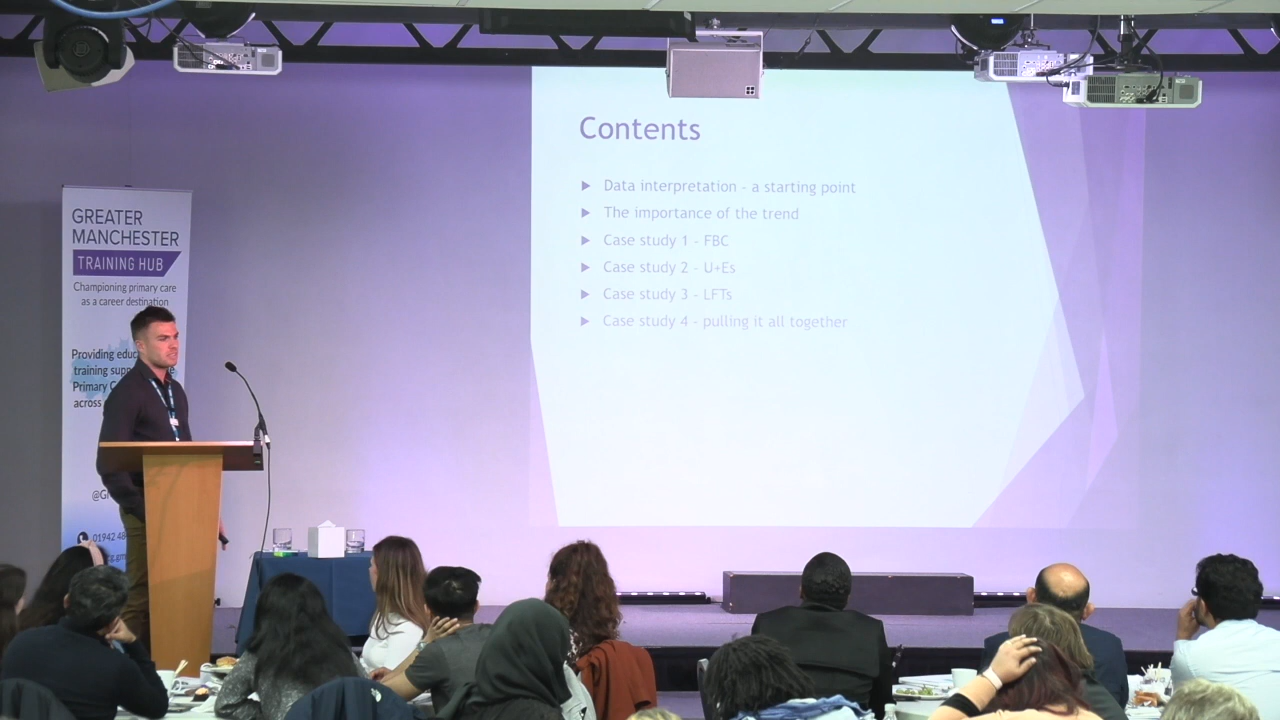 Contents
Data interpretation – a starting point
The importance of the trend
Case study 1 – FBC
Case study 2 – U+Es
Case study 3 – LFTs
Case study 4 – pulling it all together
GREATER
MANCHESTER
TRAINING HUB
Championing primary care
as a career destination
Providing
training
Primary
across
01942